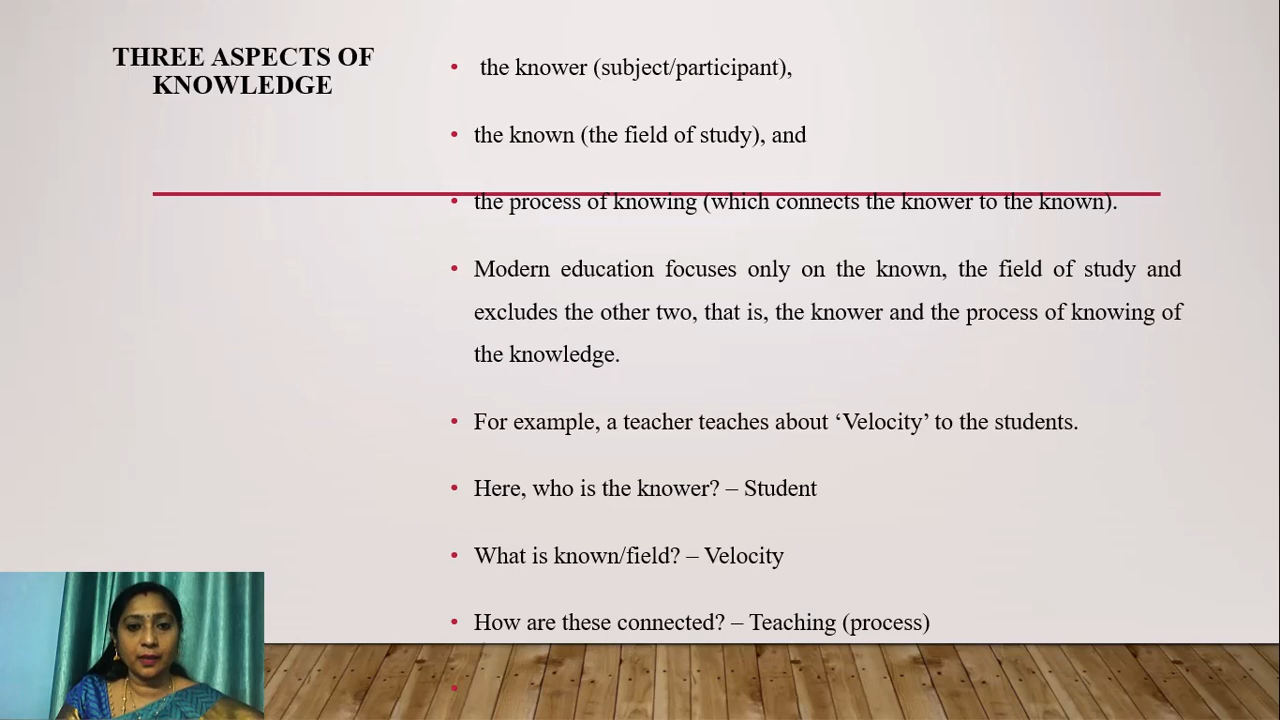 THREE ASPECTS OF
KNOWLEDGE
• the knower (subject/participant),
• the known (the field of study), and
• the process of knowing (which connects the knower to the known).
• Modern education focuses only on the known, the field of study and
excludes the other two, that is, the knower and the process of knowing of
the knowledge.
• For example, a teacher teaches about ‘Velocity’ to the students.
• Here, who is the knower? – Student
• What is known/field? – Velocity
• How are these connected? – Teaching (process)
•